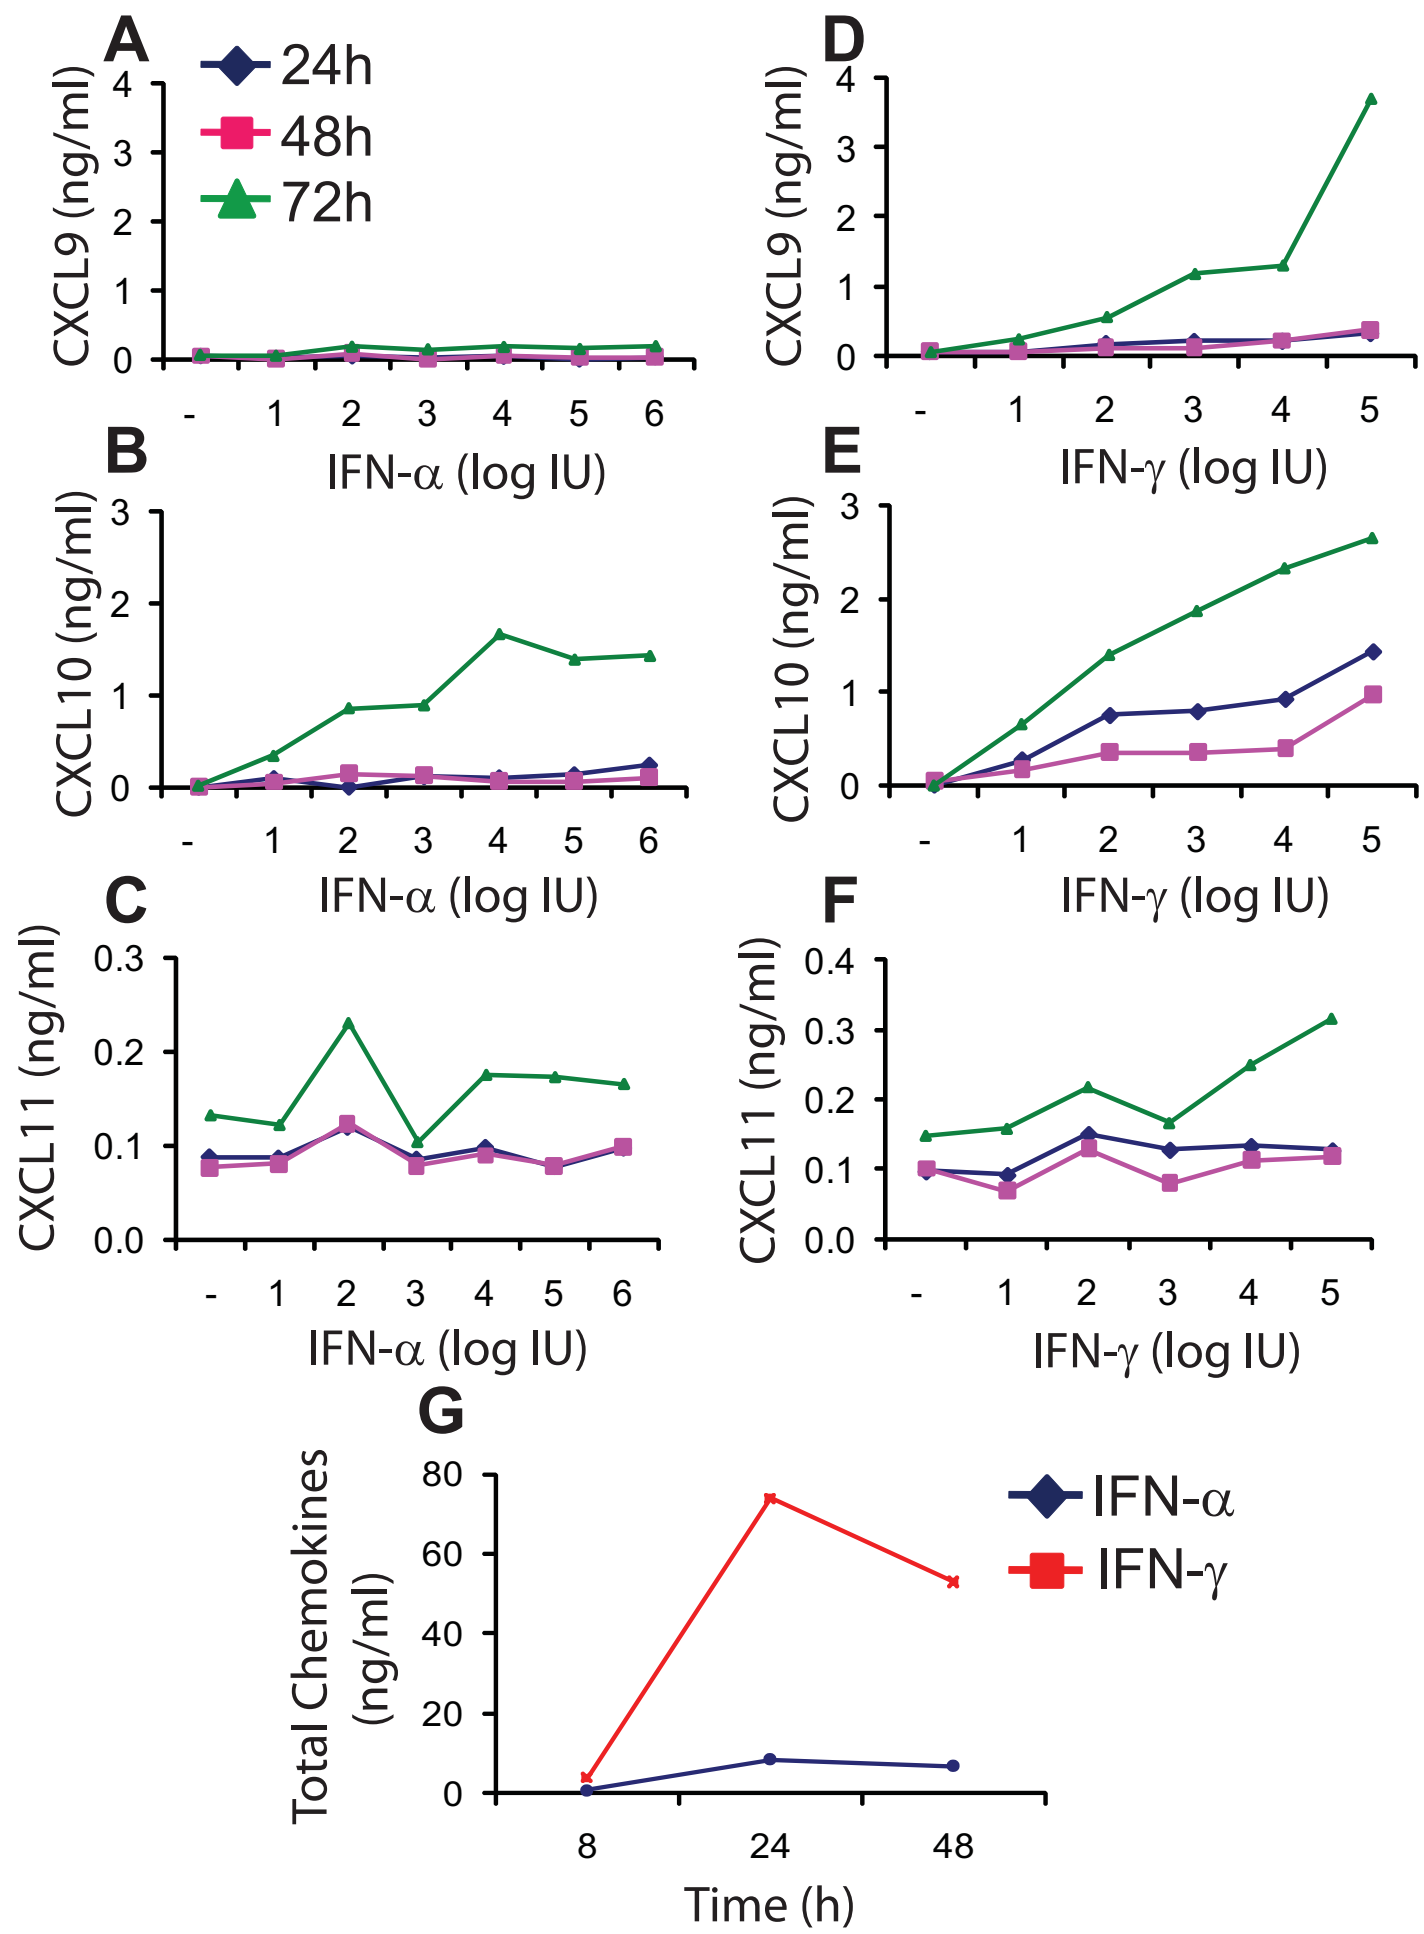 A
24h
48h
72h
CXCL9 (ng/ml)
4
3
2
1
0
- 1 2 3 4 5 6
IFN-α (log IU)
D
CXCL9 (ng/ml)
4
3
2
1
0
- 1 2 3 4 5
IFN-γ (log IU)
B
CXCL10 (ng/ml)
3
2
1
0
- 1 2 3 4 5 6
IFN-α (log IU)
E
CXCL10 (ng/ml)
3
2
1
0
- 1 2 3 4 5
IFN-γ (log IU)
C
CXCL11 (ng/ml)
0.3
0.2
0.1
0.0
- 1 2 3 4 5 6
IFN-α (log IU)
F
CXCL11 (ng/ml)
0.4
0.3
0.2
0.1
0.0
- 1 2 3 4 5
IFN-γ (log IU)
G
Total Chemokines
(ng/ml)
80
60
40
20
0
8 24 48
Time (h)
IFN-α
IFN-γ